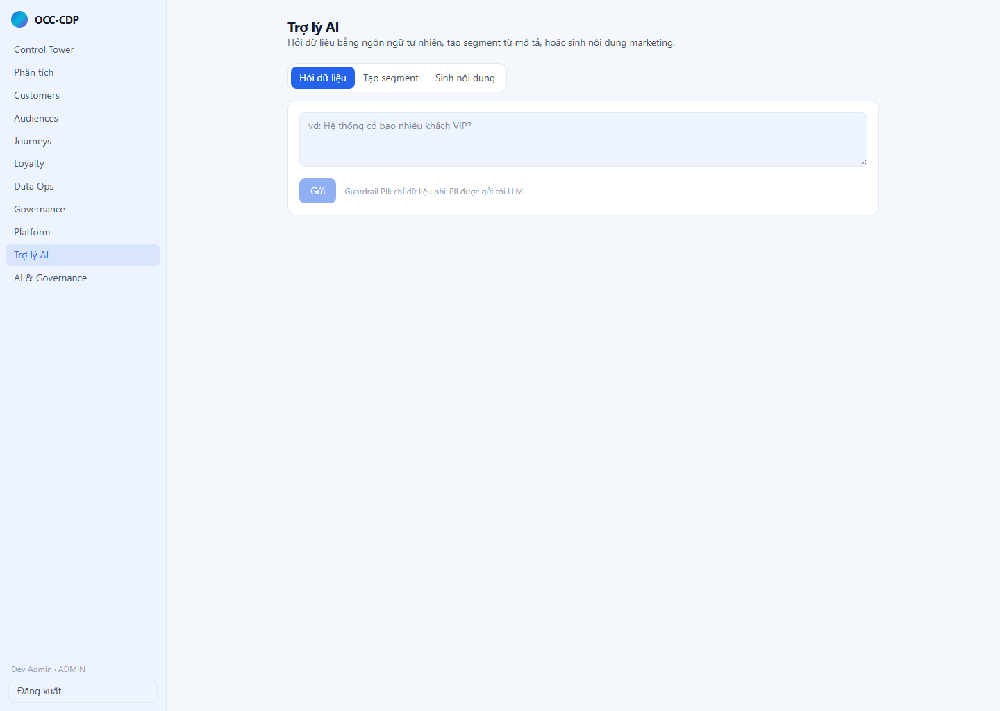 OCC-CDP
Control Tower
Phân tích
Customers
Audiences
Journeys
Loyalty
Data Ops
Governance
Platform
Trợ lý AI
AI & Governance
Dev Admin · ADMIN
Đăng xuất
Trợ lý AI
Hỏi dữ liệu bằng ngôn ngữ tự nhiên, tạo segment từ mô tả, hoặc sinh nội dung marketing.
Hỏi dữ liệu
Tạo segment
Sinh nội dung
vd: Hệ thống có bao nhiêu khách VIP?
Gửi
Guardrail PII: chỉ dữ liệu phi-PII được gửi tới LLM.